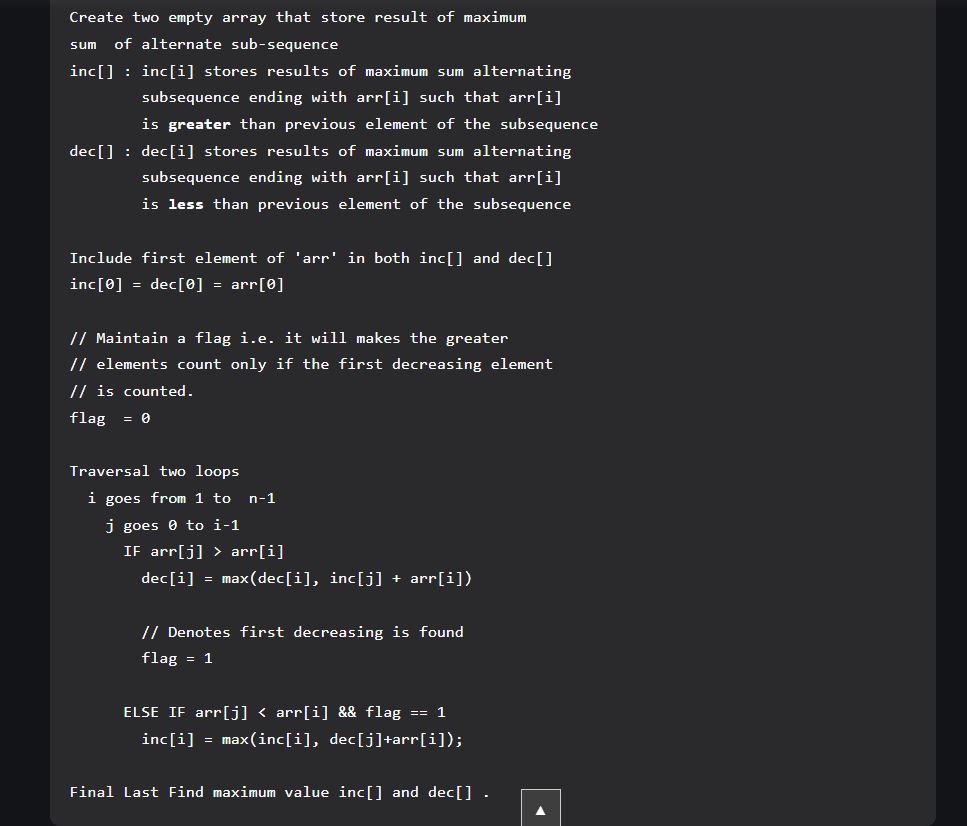 Create two empty array that store result of maximum
sum  of alternate sub-sequence
inc[] : inc[i] stores results of maximum sum alternating
        subsequence ending with arr[i] such that arr[i]
        is greater than previous element of the subsequence
dec[] : dec[i] stores results of maximum sum alternating
        subsequence ending with arr[i] such that arr[i]
        is less than previous element of the subsequence

Include first element of 'arr' in both inc[] and dec[]
inc[0] = dec[0] = arr[0]

// Maintain a flag i.e. it will makes the greater
// elements count only if the first decreasing element
// is counted.
flag  = 0

Traversal two loops
  i goes from 1 to  n-1
    j goes 0 to i-1
      IF arr[j] > arr[i]
        dec[i] = max(dec[i], inc[j] + arr[i])

        // Denotes first decreasing is found
        flag = 1

      ELSE IF arr[j] < arr[i] && flag == 1
        inc[i] = max(inc[i], dec[j]+arr[i]);

Final Last Find maximum value inc[] and dec[] .